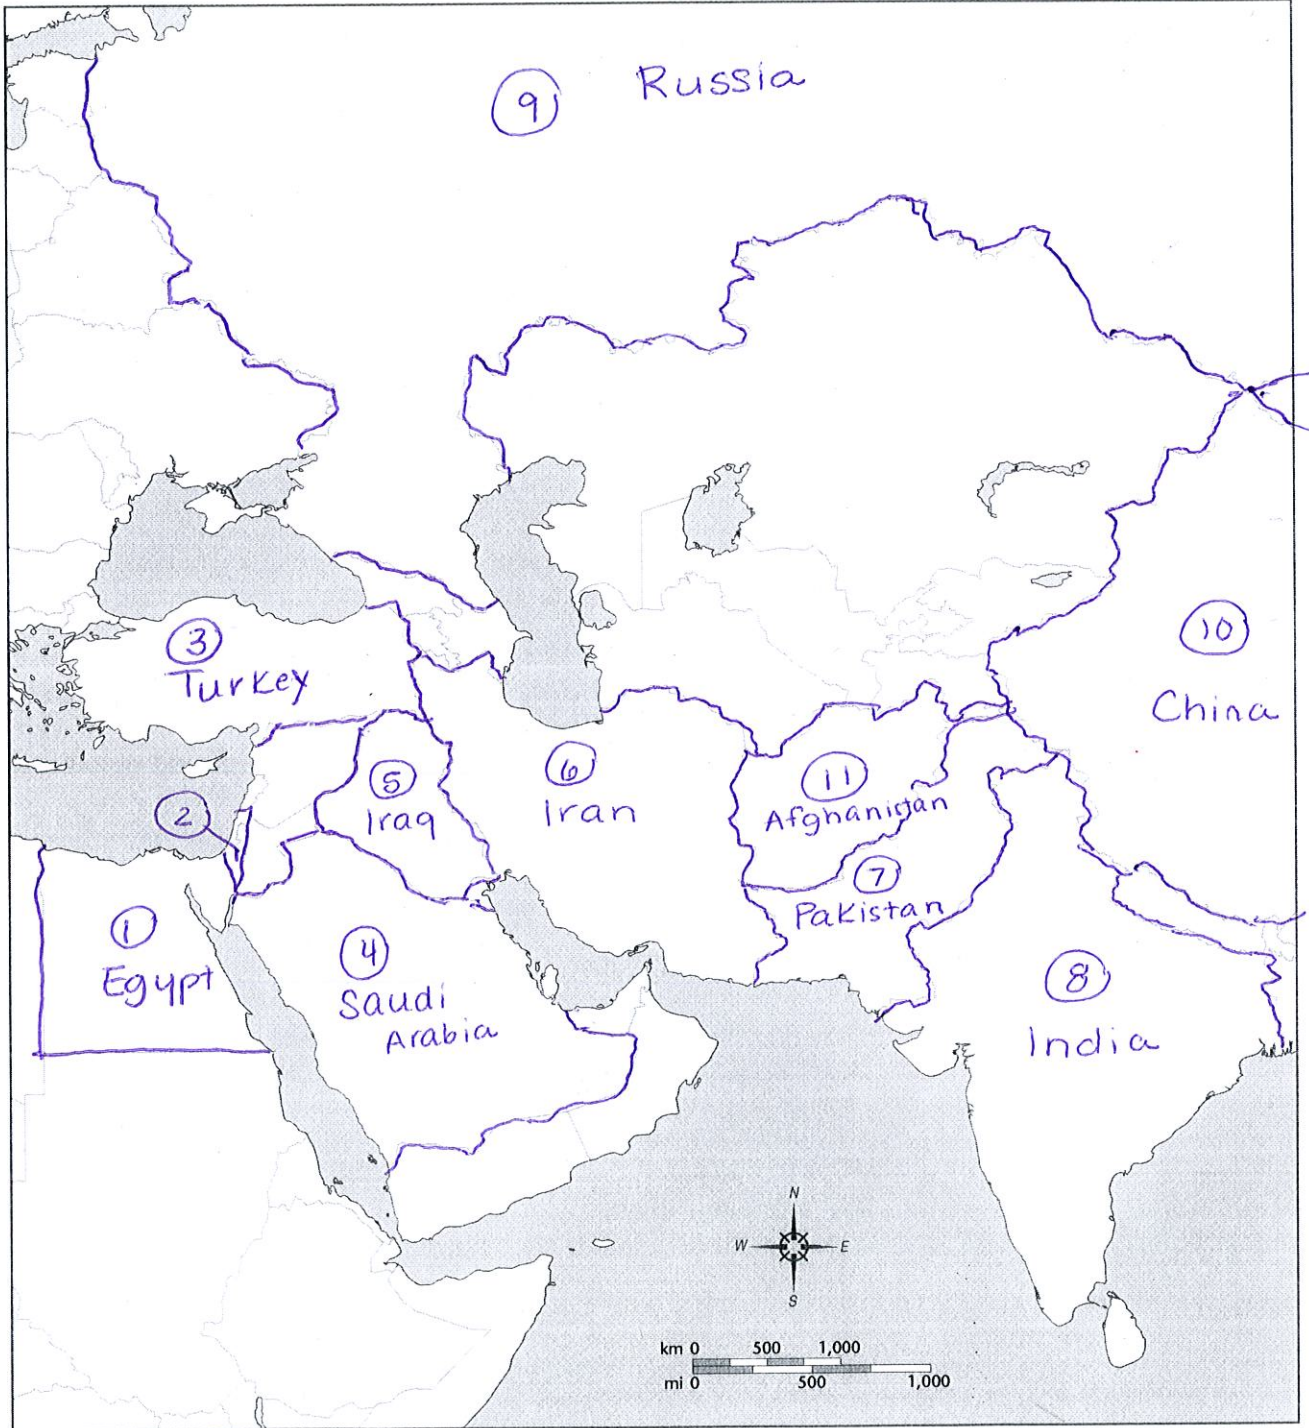 9 Russia
3
Turkey
10
China
2
5
Iraq
6
Iran
11
Afghanistan
7
Pakistan
1
Egypt
4
Saudi
Arabia
8
India
N
W E
S
km 0 500 1,000
mi 0 500 1,000